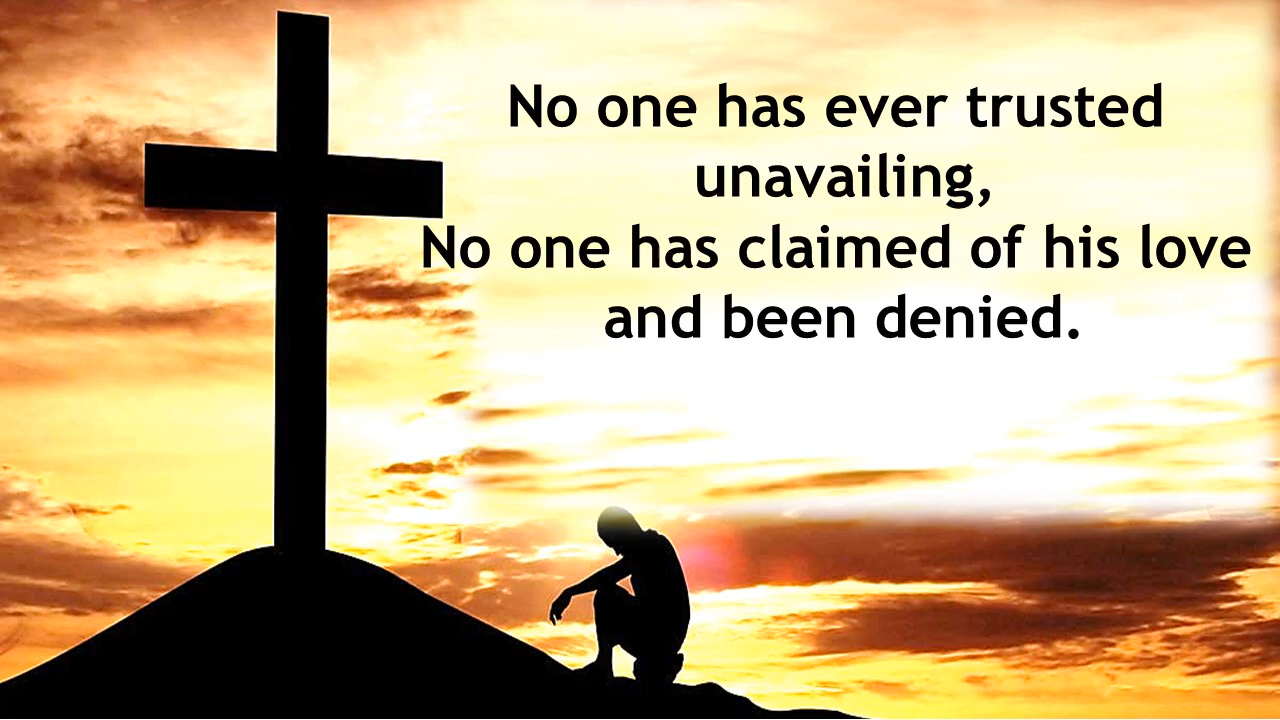 No one has ever trusted
unavailing,
No one has claimed of his love
and been denied.